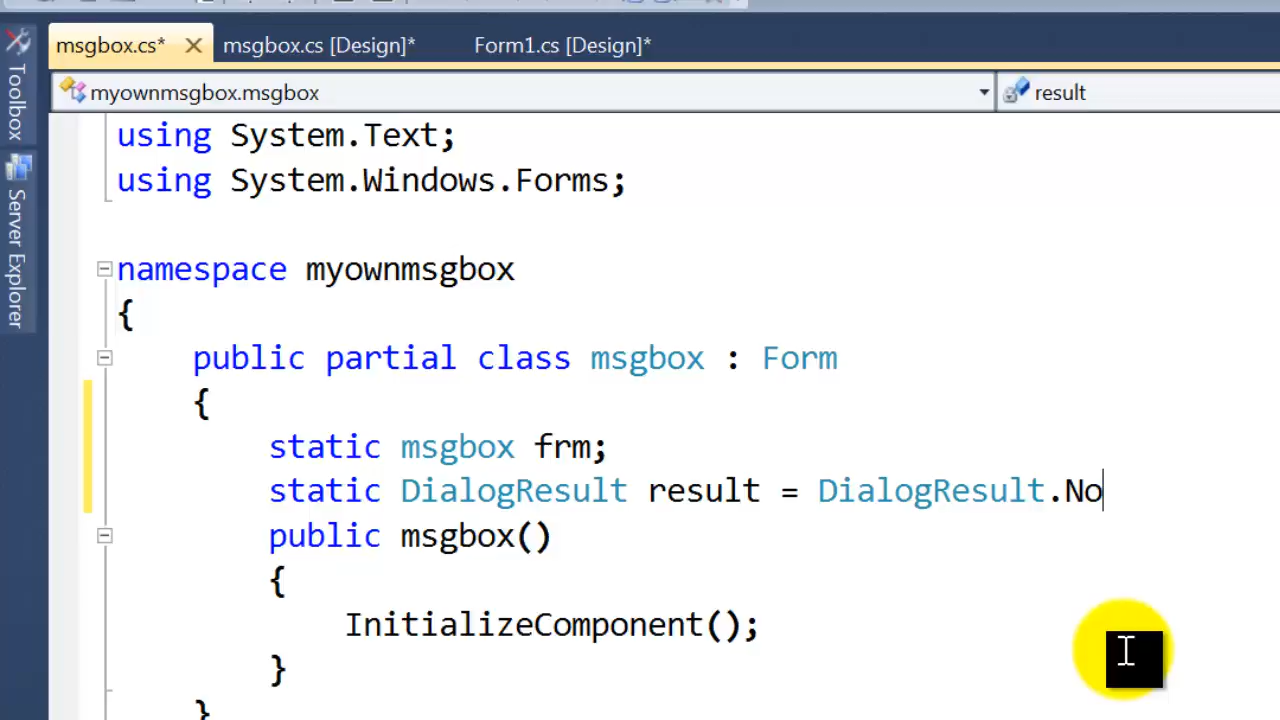 msgbox.cs* msgbox.cs [Design]* Form1.cs [Design]*
Toolbox
Server Explorer
myownmsgbox.msgbox result
using System.Text;
using System.Windows.Forms;
namespace myownmsgbox
{
public partial class msgbox : Form
{
static msgbox frm;
static DialogResult result = DialogResult.No
public msgbox()
{
InitializeComponent();
}
}